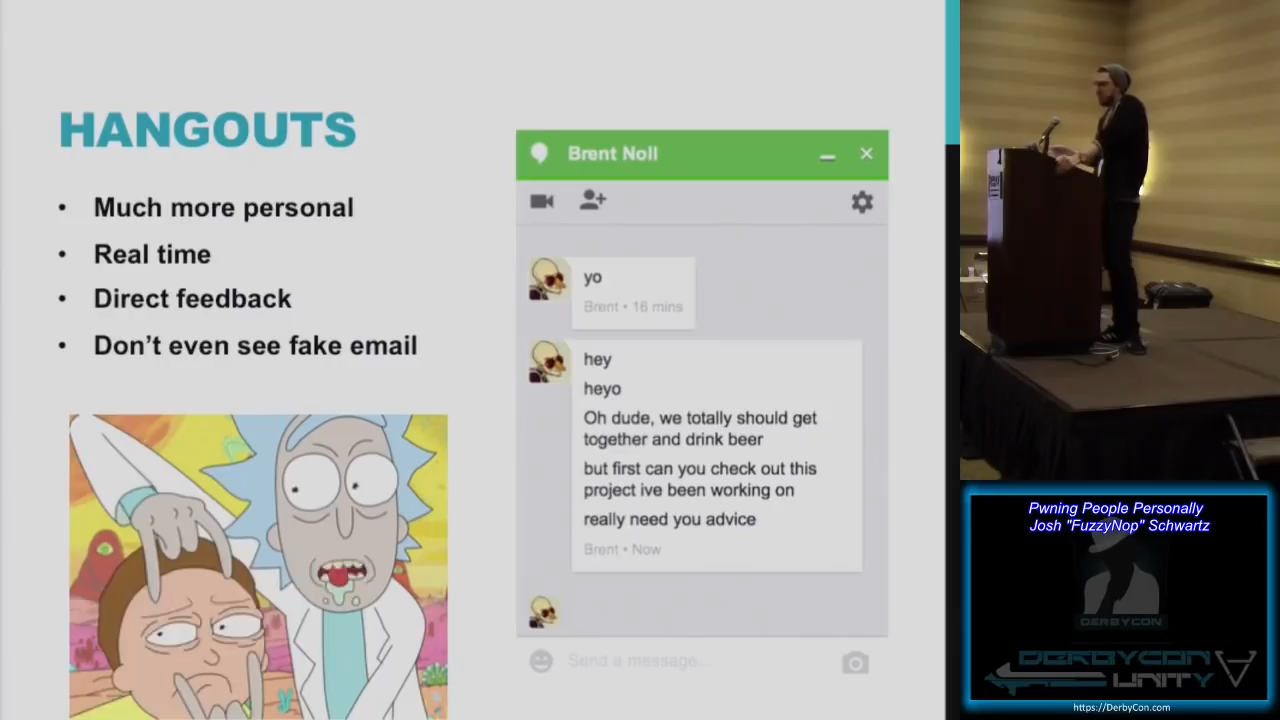 HANGOUTS
• Much more personal
• Real time
• Direct feedback
• Don't even see fake email
Brent Noll
yo
Brent • 16 mins
hey
heyo
Oh dude, we totally should get
together and drink beer
but first can you check out this
project ive been working on
really need you advice
Brent • Now
Send a message...
Pwning People Personally
Josh "FuzzyNop" Schwartz
DERBYCON
DERBYCON
UNITY
https://DerbyCon.com